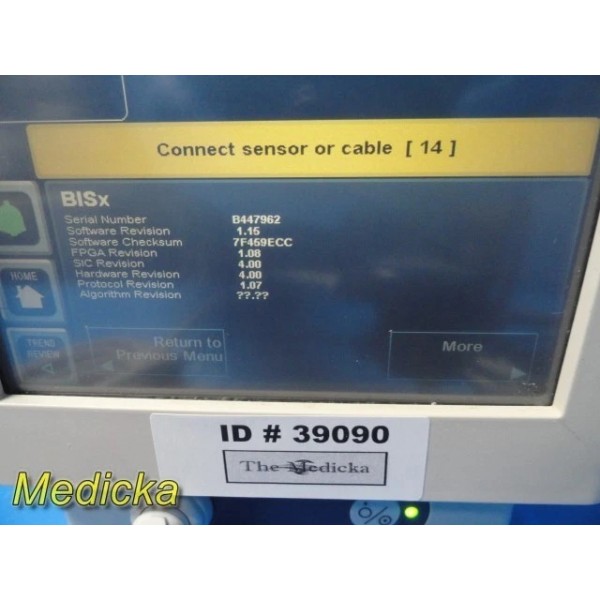 Connect sensor or cable [ 14 ]
BISx
Serial Number B447962
Software Revision 1.15
Software Checksum 7F459ECC
FPGA Revision 1.08
SIC Revision 4.00
Hardware Revision 4.00
Protocol Revision 1.07
Algorithm Revision ??.??
HOME
TREND
REVIEW
Return to
Previous Menu
More
ID # 39090
The Medicka
Medicka